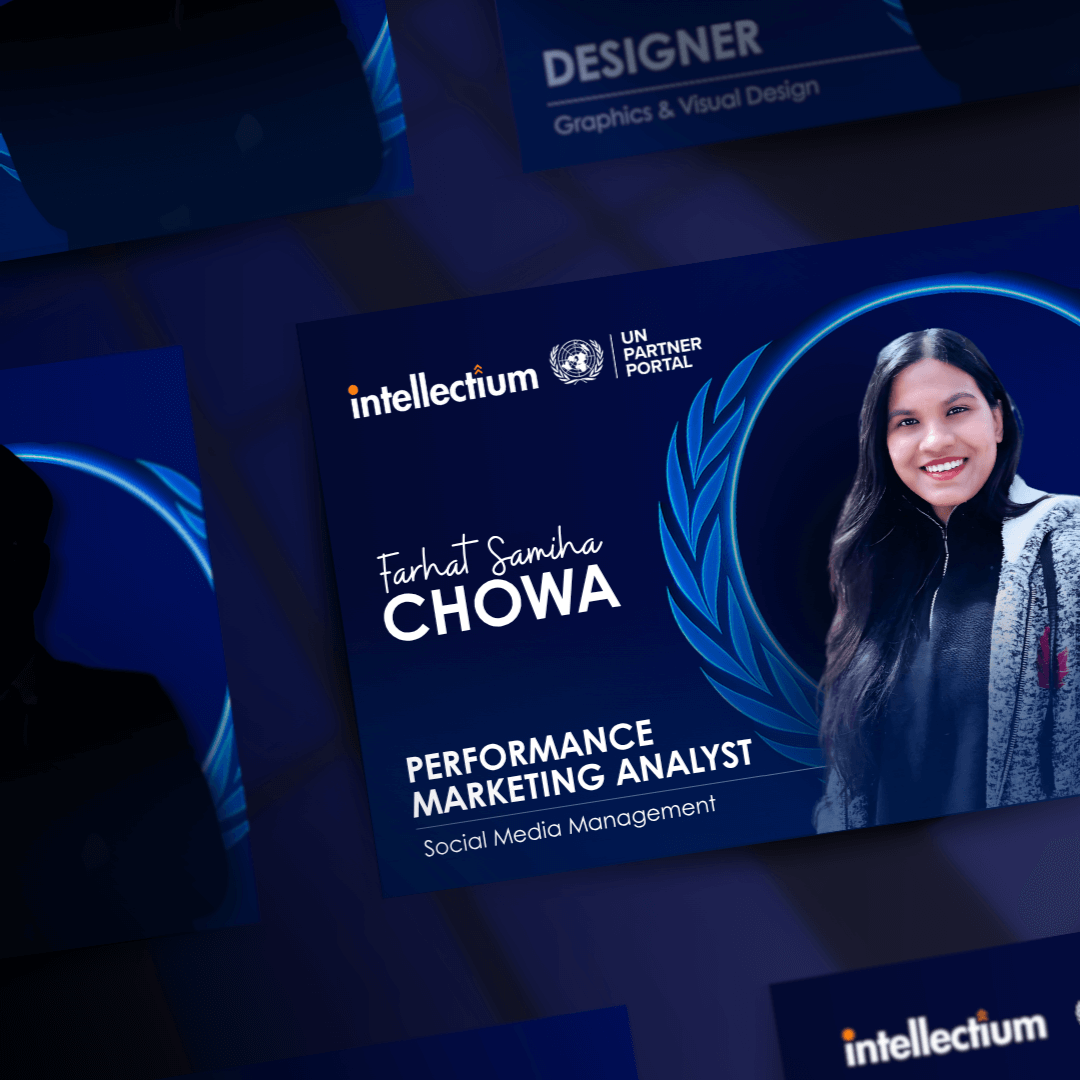 DESIGNER
Graphics & Visual Design
intellectium
UN
PARTNER
PORTAL
Farhat Samiha
CHOWA
PERFORMANCE
MARKETING ANALYST
Social Media Management
intellectium